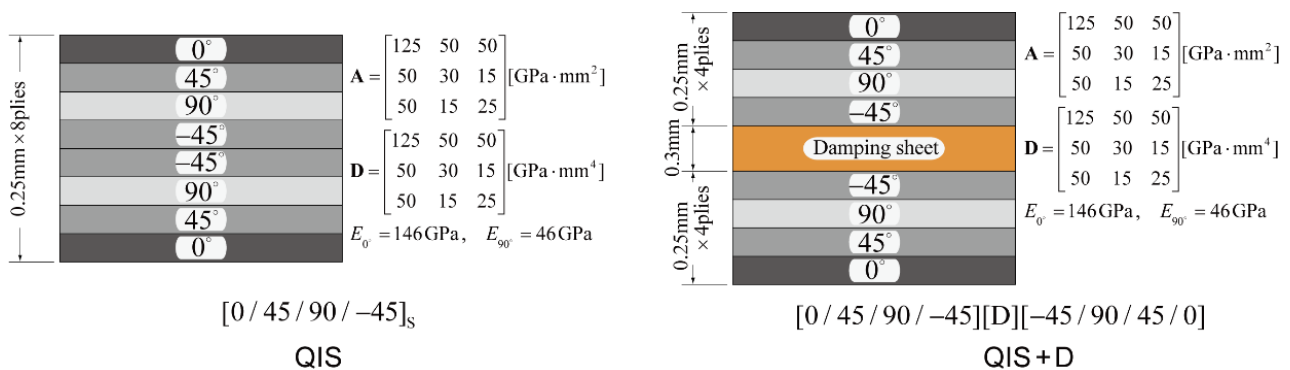 0.25mm×8plies
0°
45°
90°
−45°
−45°
90°
45°
0°
A = [125 50 50
50 30 15
50 15 25] [GPa·mm²]
D = [125 50 50
50 30 15
50 15 25] [GPa·mm⁴]
E0° = 146 GPa, E90° = 46 GPa
[0 / 45 / 90 / −45]S
QIS
0.25mm
×4plies
0.3mm
0.25mm
×4plies
0°
45°
90°
−45°
Damping sheet
−45°
90°
45°
0°
A = [125 50 50
50 30 15
50 15 25] [GPa·mm²]
D = [125 50 50
50 30 15
50 15 25] [GPa·mm⁴]
E0° = 146 GPa, E90° = 46 GPa
[0 / 45 / 90 / −45][D][−45 / 90 / 45 / 0]
QIS+D